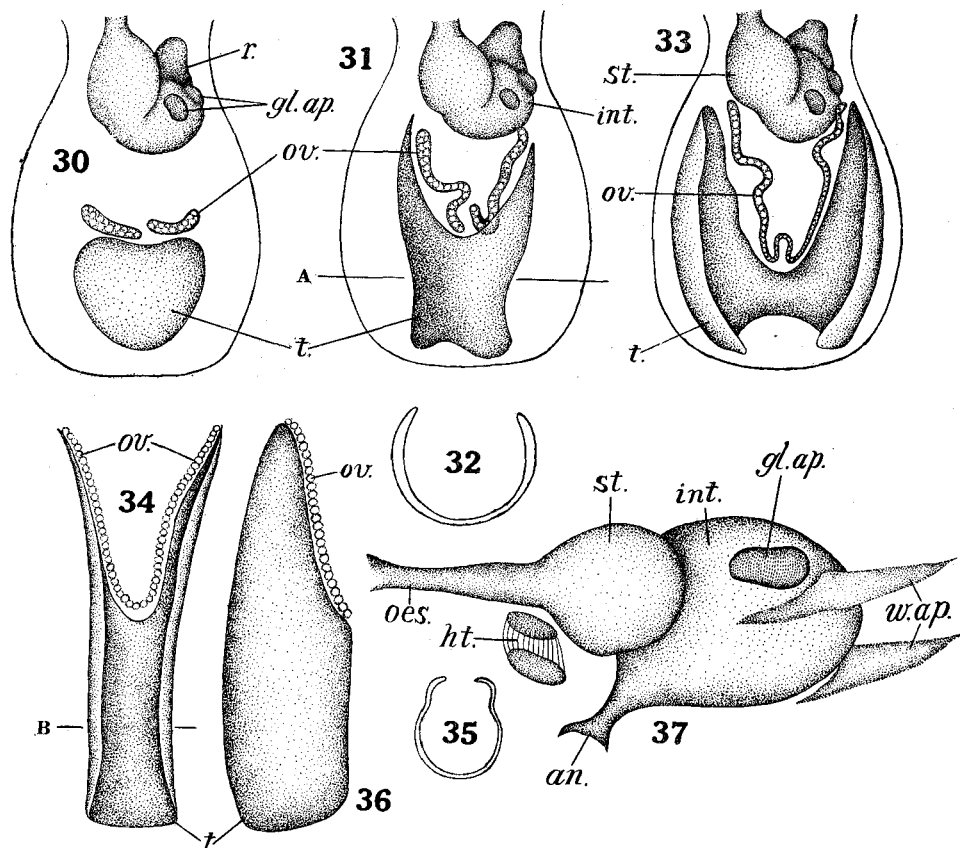 r.
31
33
st.
gl.ap.
int.
30
ov.
ov.
A
t.
t.
ov.
32
gl.ap.
34
ov.
st.
int.
oes.
w.ap.
ht.
B
35
37
an.
36
t.